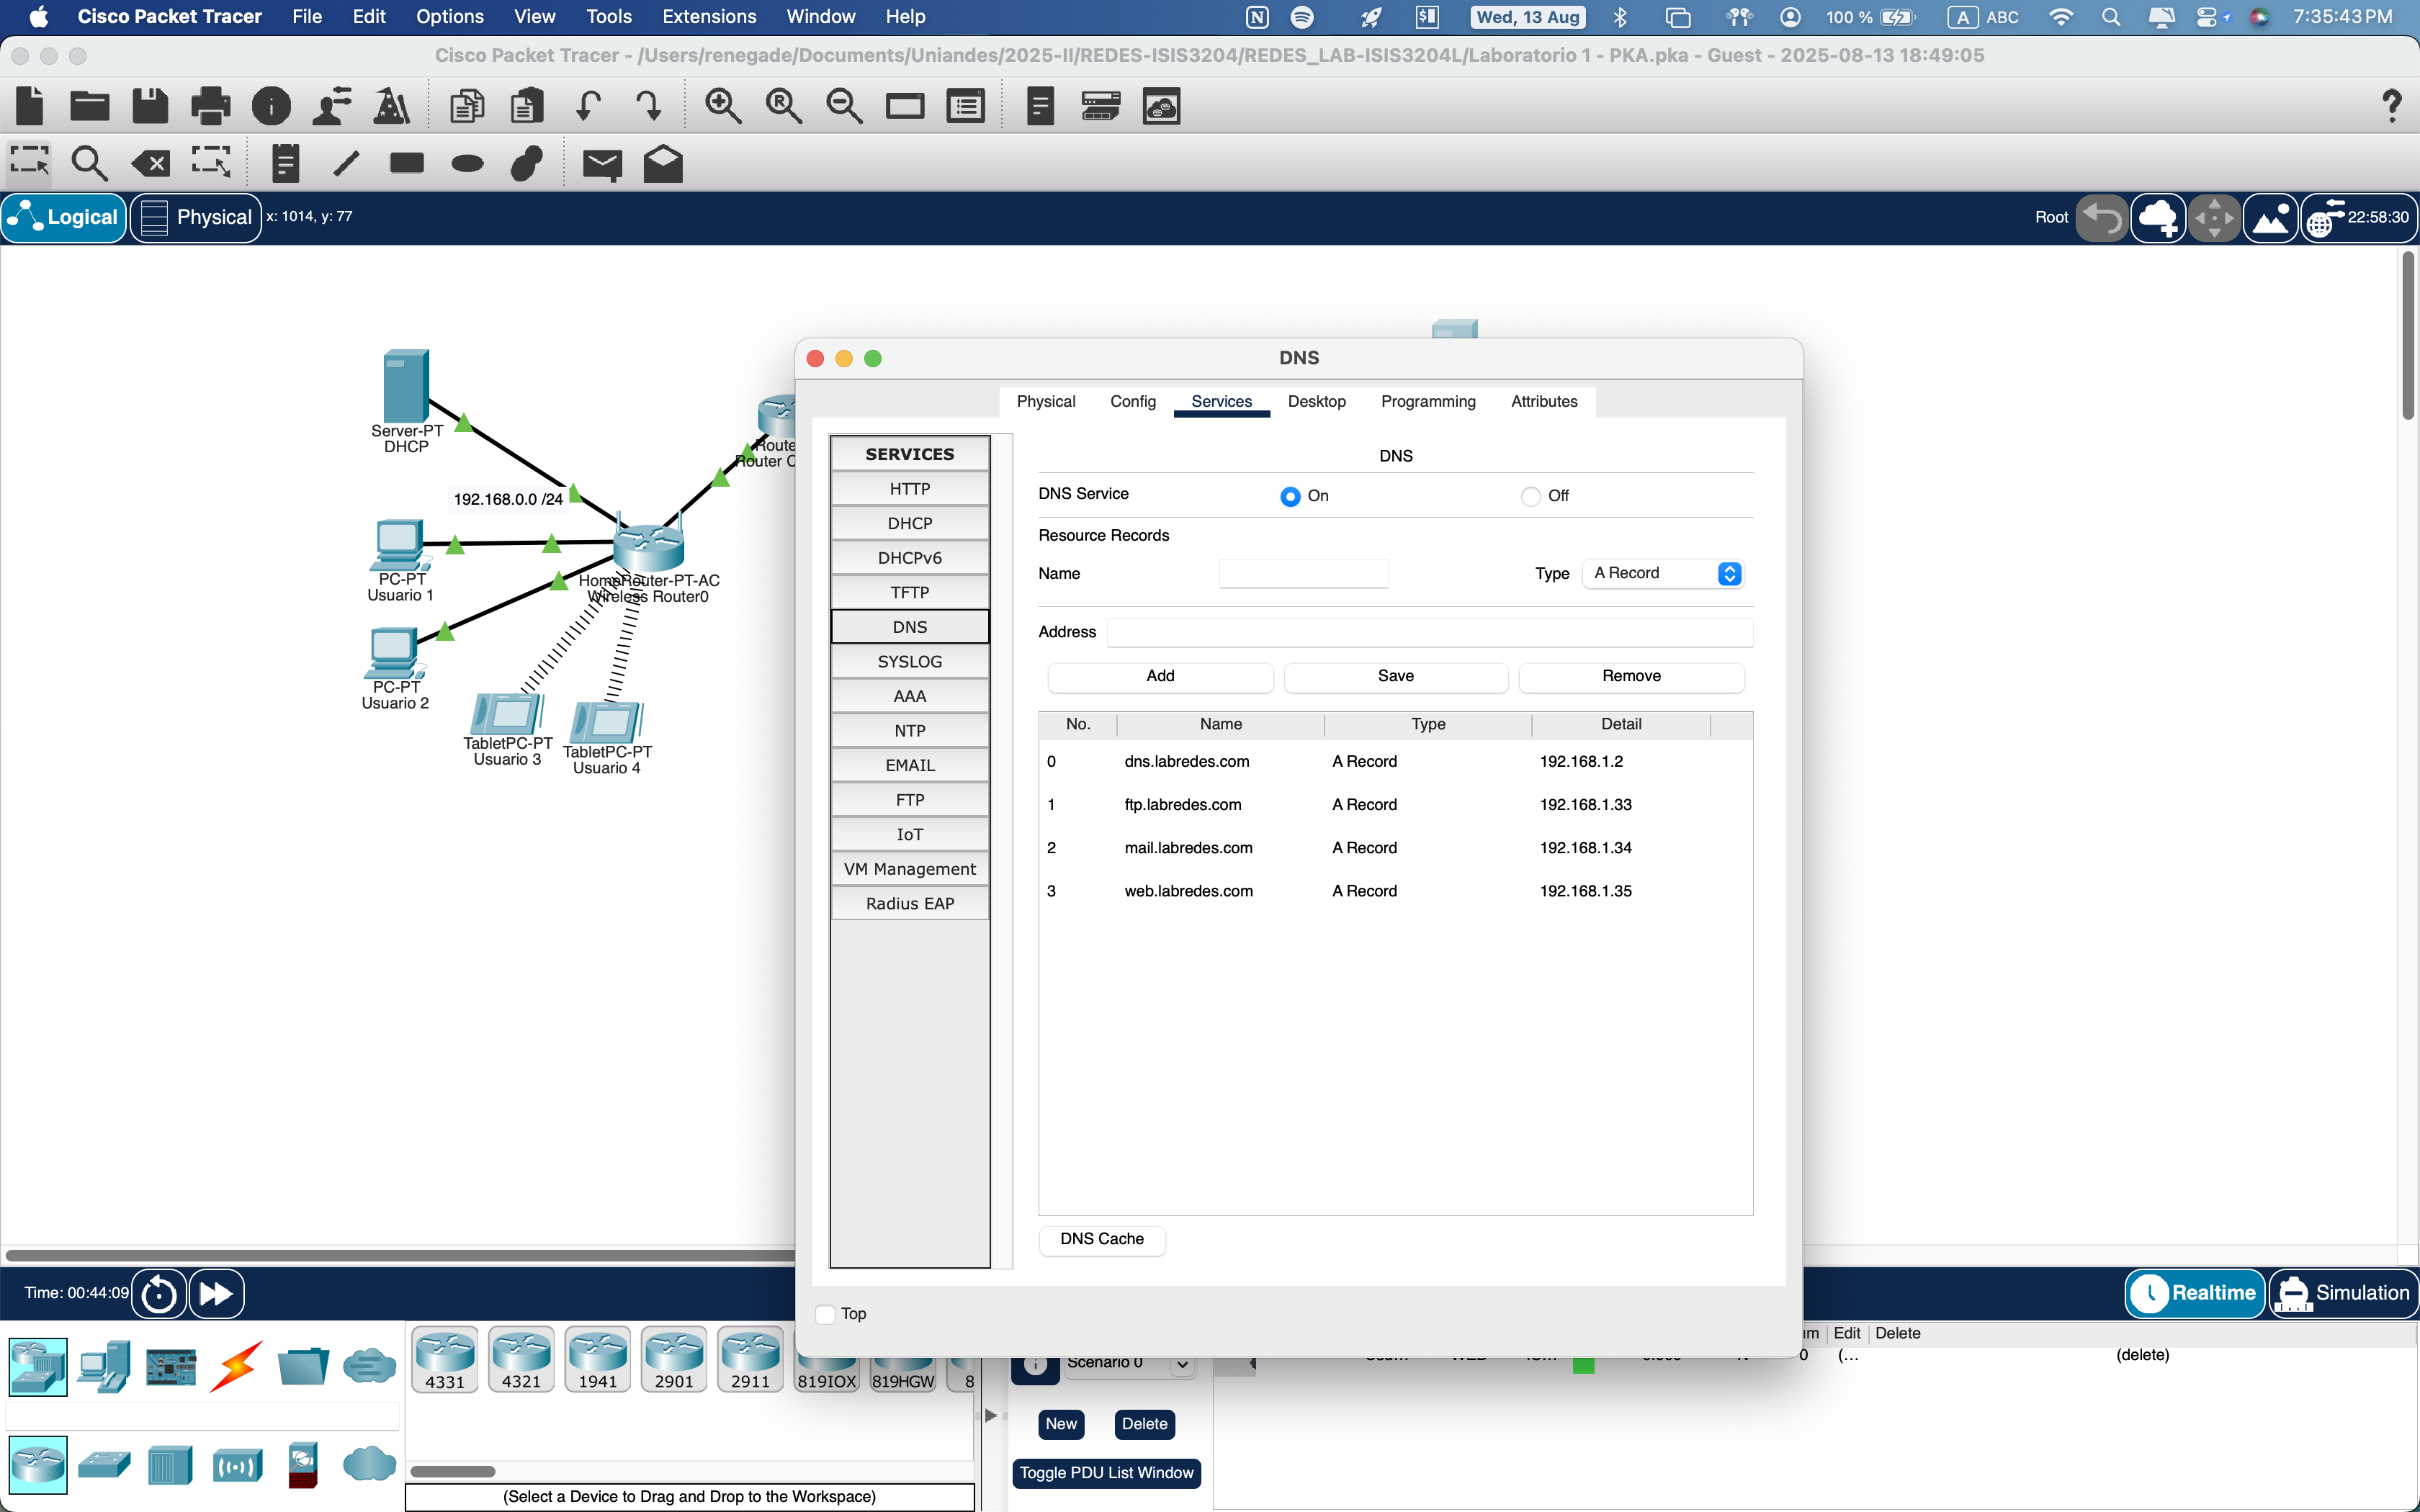 Cisco Packet Tracer File Edit Options View Tools Extensions Window Help N $ Wed, 13 Aug 100 % A ABC 7:35:43 PM
Cisco Packet Tracer - /Users/renegade/Documents/Uniandes/2025-II/REDES-ISIS3204/REDES_LAB-ISIS3204L/Laboratorio 1 - PKA.pka - Guest - 2025-08-13 18:49:05
Logical Physical x: 1014, y: 77 Root 22:58:30
Server-PT
DHCP
192.168.0.0 /24
PC-PT
Usuario 1
PC-PT
Usuario 2
HomeRouter-PT-AC
Wireless Router0
TabletPC-PT
Usuario 3
TabletPC-PT
Usuario 4
Route
Router C
DNS
Physical Config Services Desktop Programming Attributes
SERVICES
HTTP
DHCP
DHCPv6
TFTP
DNS
SYSLOG
AAA
NTP
EMAIL
FTP
IoT
VM Management
Radius EAP
DNS
DNS Service On Off
Resource Records
Name Type A Record
Address
Add Save Remove
No. Name Type Detail
0 dns.labredes.com A Record 192.168.1.2
1 ftp.labredes.com A Record 192.168.1.33
2 mail.labredes.com A Record 192.168.1.34
3 web.labredes.com A Record 192.168.1.35
DNS Cache
Top
Time: 00:44:09 Realtime Simulation
4331 4321 1941 2901 2911 819IOX 819HGW 8
(Select a Device to Drag and Drop to the Workspace)
Scenario 0
New Delete
Toggle PDU List Window
Edit Delete
0 (... (delete)